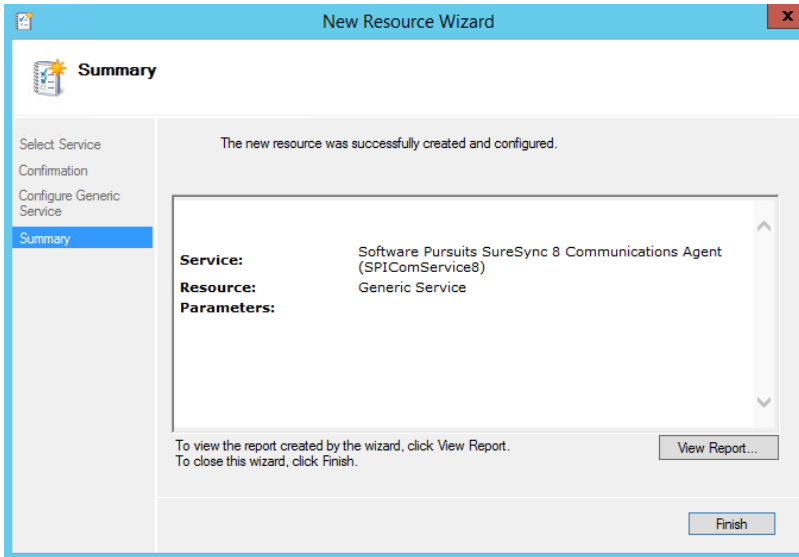 New Resource Wizard
x
Summary
Select Service
Confirmation
Configure Generic
Service
Summary
The new resource was successfully created and configured.
Service: Software Pursuits SureSync 8 Communications Agent
(SPIComService8)
Resource: Generic Service
Parameters:
To view the report created by the wizard, click View Report.
To close this wizard, click Finish.
View Report...
Finish